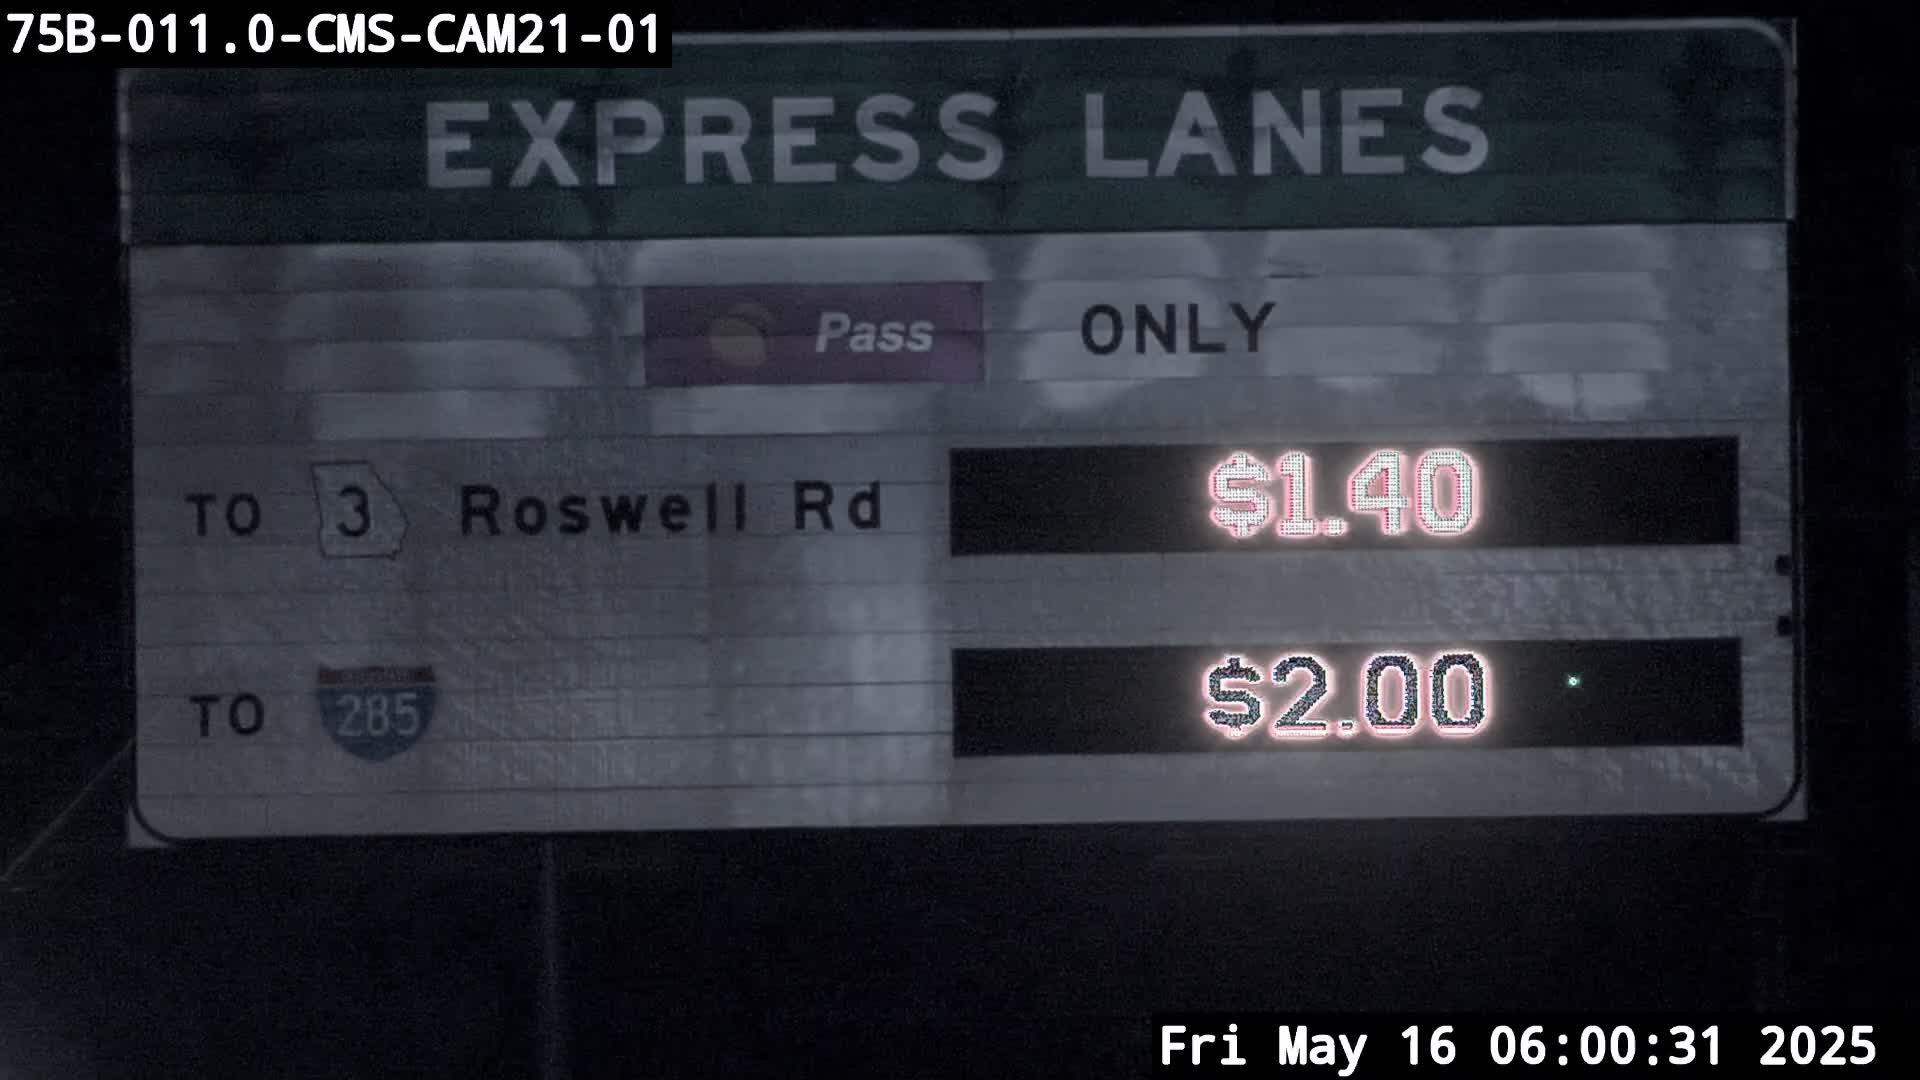 75B-011.0-CMS-CAM21-01
EXPRESS LANES
Pass ONLY
TO 3 Roswell Rd $1.40
TO 285 $2.00
Fri May 16 06:00:31 2025